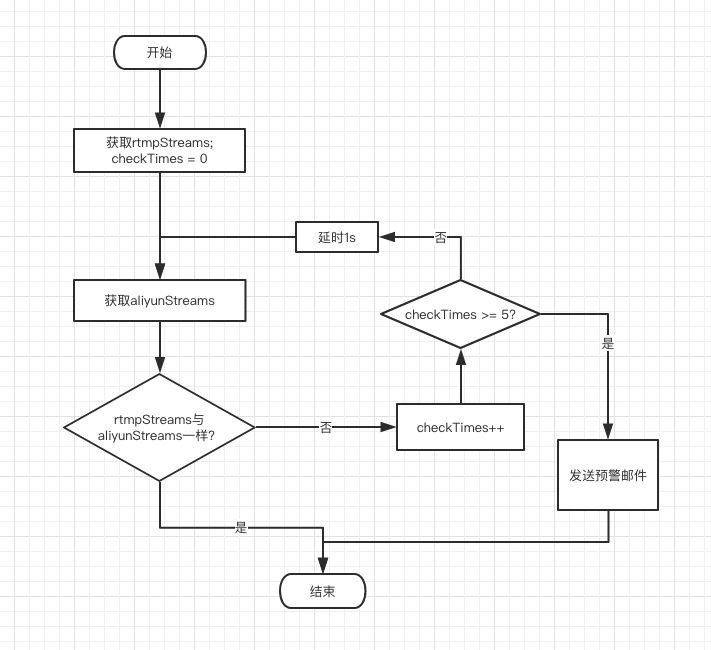 开始
获取rtmpStreams;
checkTimes = 0
延时1s
否
获取aliyunStreams
checkTimes >= 5?
是
rtmpStreams与
aliyunStreams一样?
否
checkTimes++
发送预警邮件
是
结束